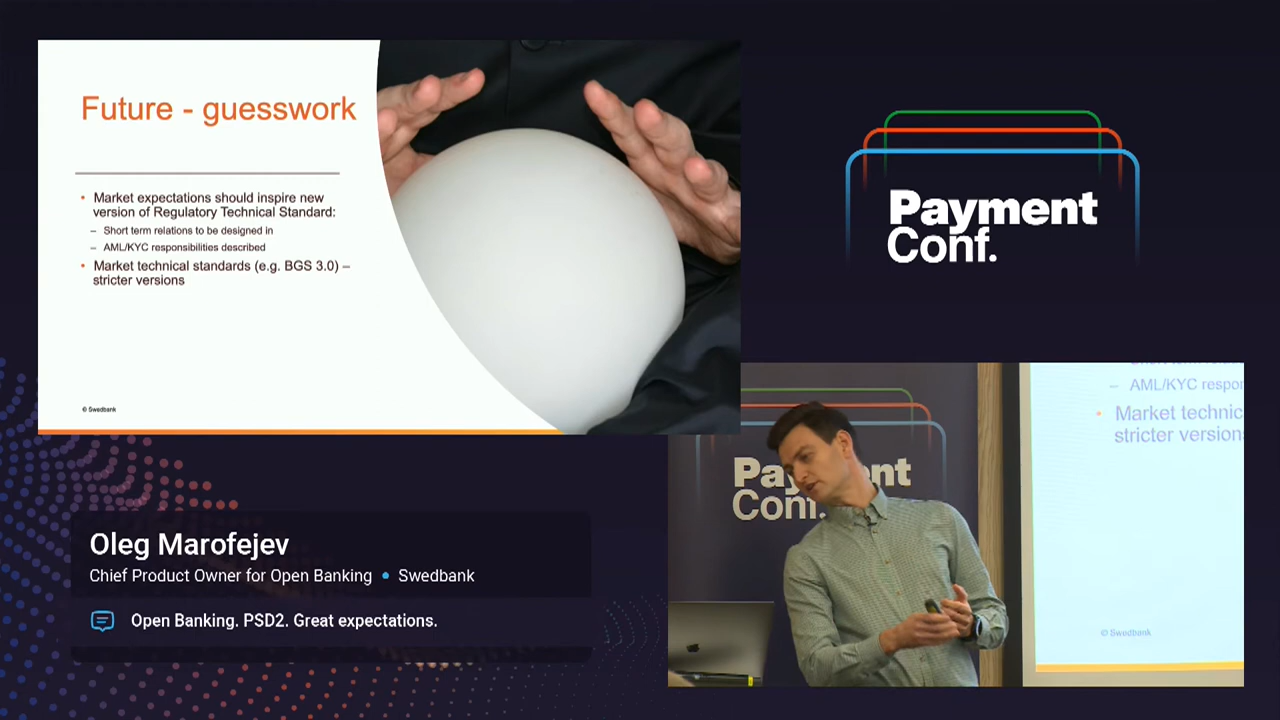 Future - guesswork
• Market expectations should inspire new
version of Regulatory Technical Standard:
– Short term relations to be designed in
– AML/KYC responsibilities described
• Market technical standards (e.g. BGS 3.0) –
stricter versions
© Swedbank
Payment
Conf.
– AML/KYC respor
• Market technic
stricter version
© Swedbank
Conf.
Oleg Marofejev
Chief Product Owner for Open Banking • Swedbank
Open Banking. PSD2. Great expectations.